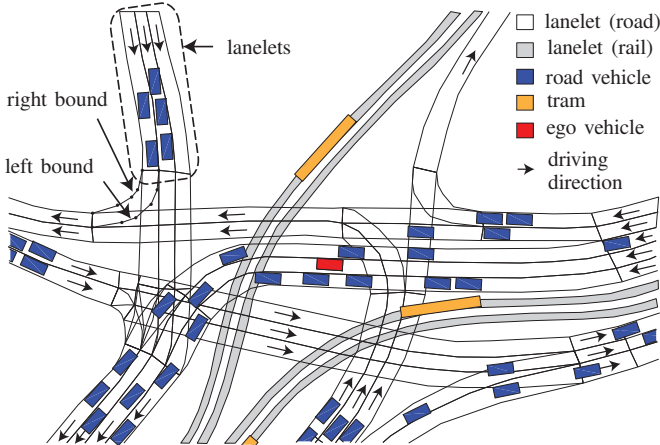 lanelets
right bound
left bound
lanelet (road)
lanelet (rail)
road vehicle
tram
ego vehicle
driving
direction